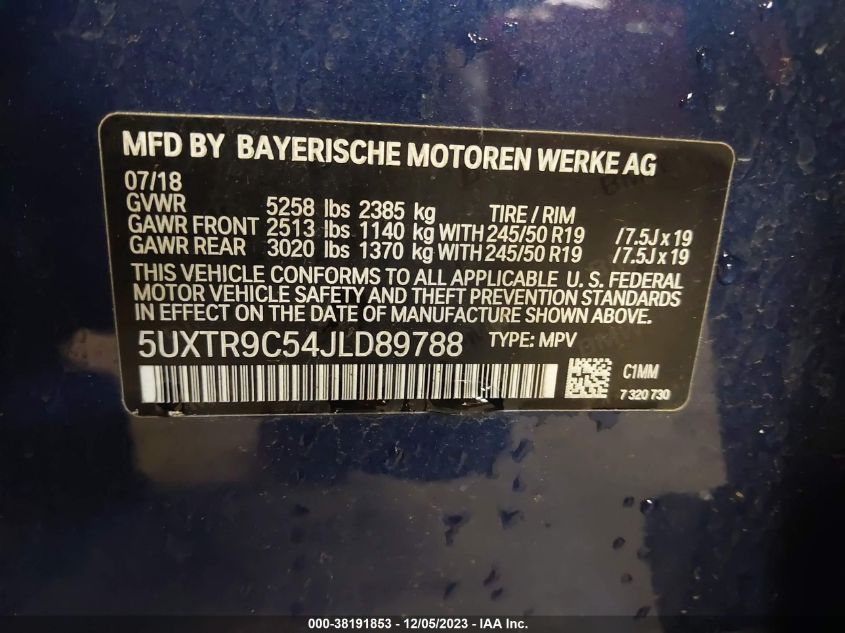 MFD BY BAYERISCHE MOTOREN WERKE AG
07/18
GVWR 5258 lbs 2385 kg TIRE / RIM
GAWR FRONT 2513 lbs 1140 kg WITH 245/50 R19 / 7.5J x 19
GAWR REAR 3020 lbs 1370 kg WITH 245/50 R19 / 7.5J x 19
THIS VEHICLE CONFORMS TO ALL APPLICABLE U. S. FEDERAL
MOTOR VEHICLE SAFETY AND THEFT PREVENTION STANDARDS
IN EFFECT ON THE DATE OF MANUFACTURE SHOWN ABOVE.
5UXTR9C54JLD89788 TYPE: MPV
C1MM
7 320 730
000-38191853 - 12/05/2023 - IAA Inc.